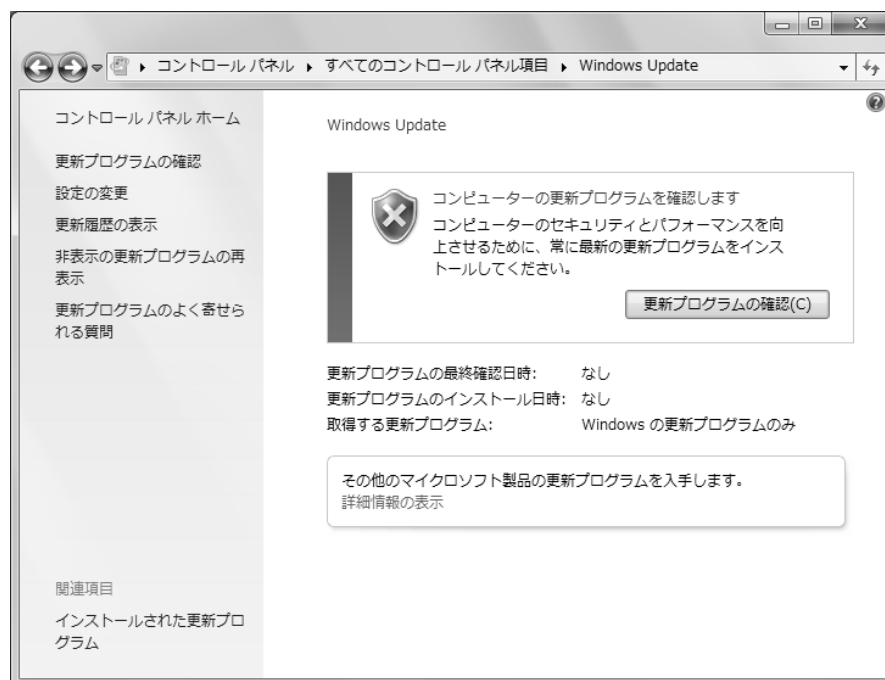 コントロール パネル ▸ すべてのコントロール パネル項目 ▸ Windows Update
コントロール パネル ホーム
更新プログラムの確認
設定の変更
更新履歴の表示
非表示の更新プログラムの再
表示
更新プログラムのよく寄せら
れる質問
関連項目
インストールされた更新プロ
グラム
Windows Update
コンピューターの更新プログラムを確認します
コンピューターのセキュリティとパフォーマンスを向
上させるために、常に最新の更新プログラムをインス
トールしてください。
更新プログラムの確認(C)
更新プログラムの最終確認日時: なし
更新プログラムのインストール日時: なし
取得する更新プログラム: Windows の更新プログラムのみ
その他のマイクロソフト製品の更新プログラムを入手します。
詳細情報の表示